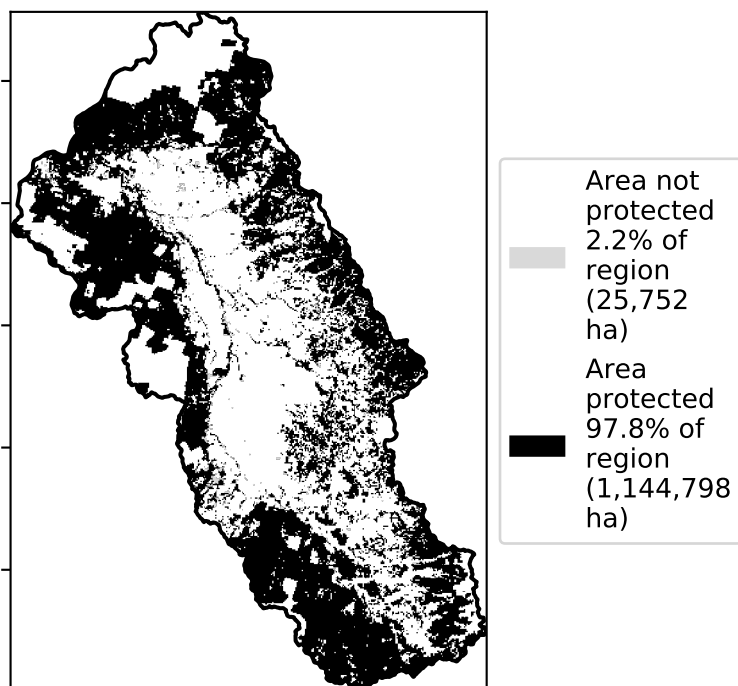 Area not
protected
2.2% of
region
(25,752
ha)
Area
protected
97.8% of
region
(1,144,798
ha)